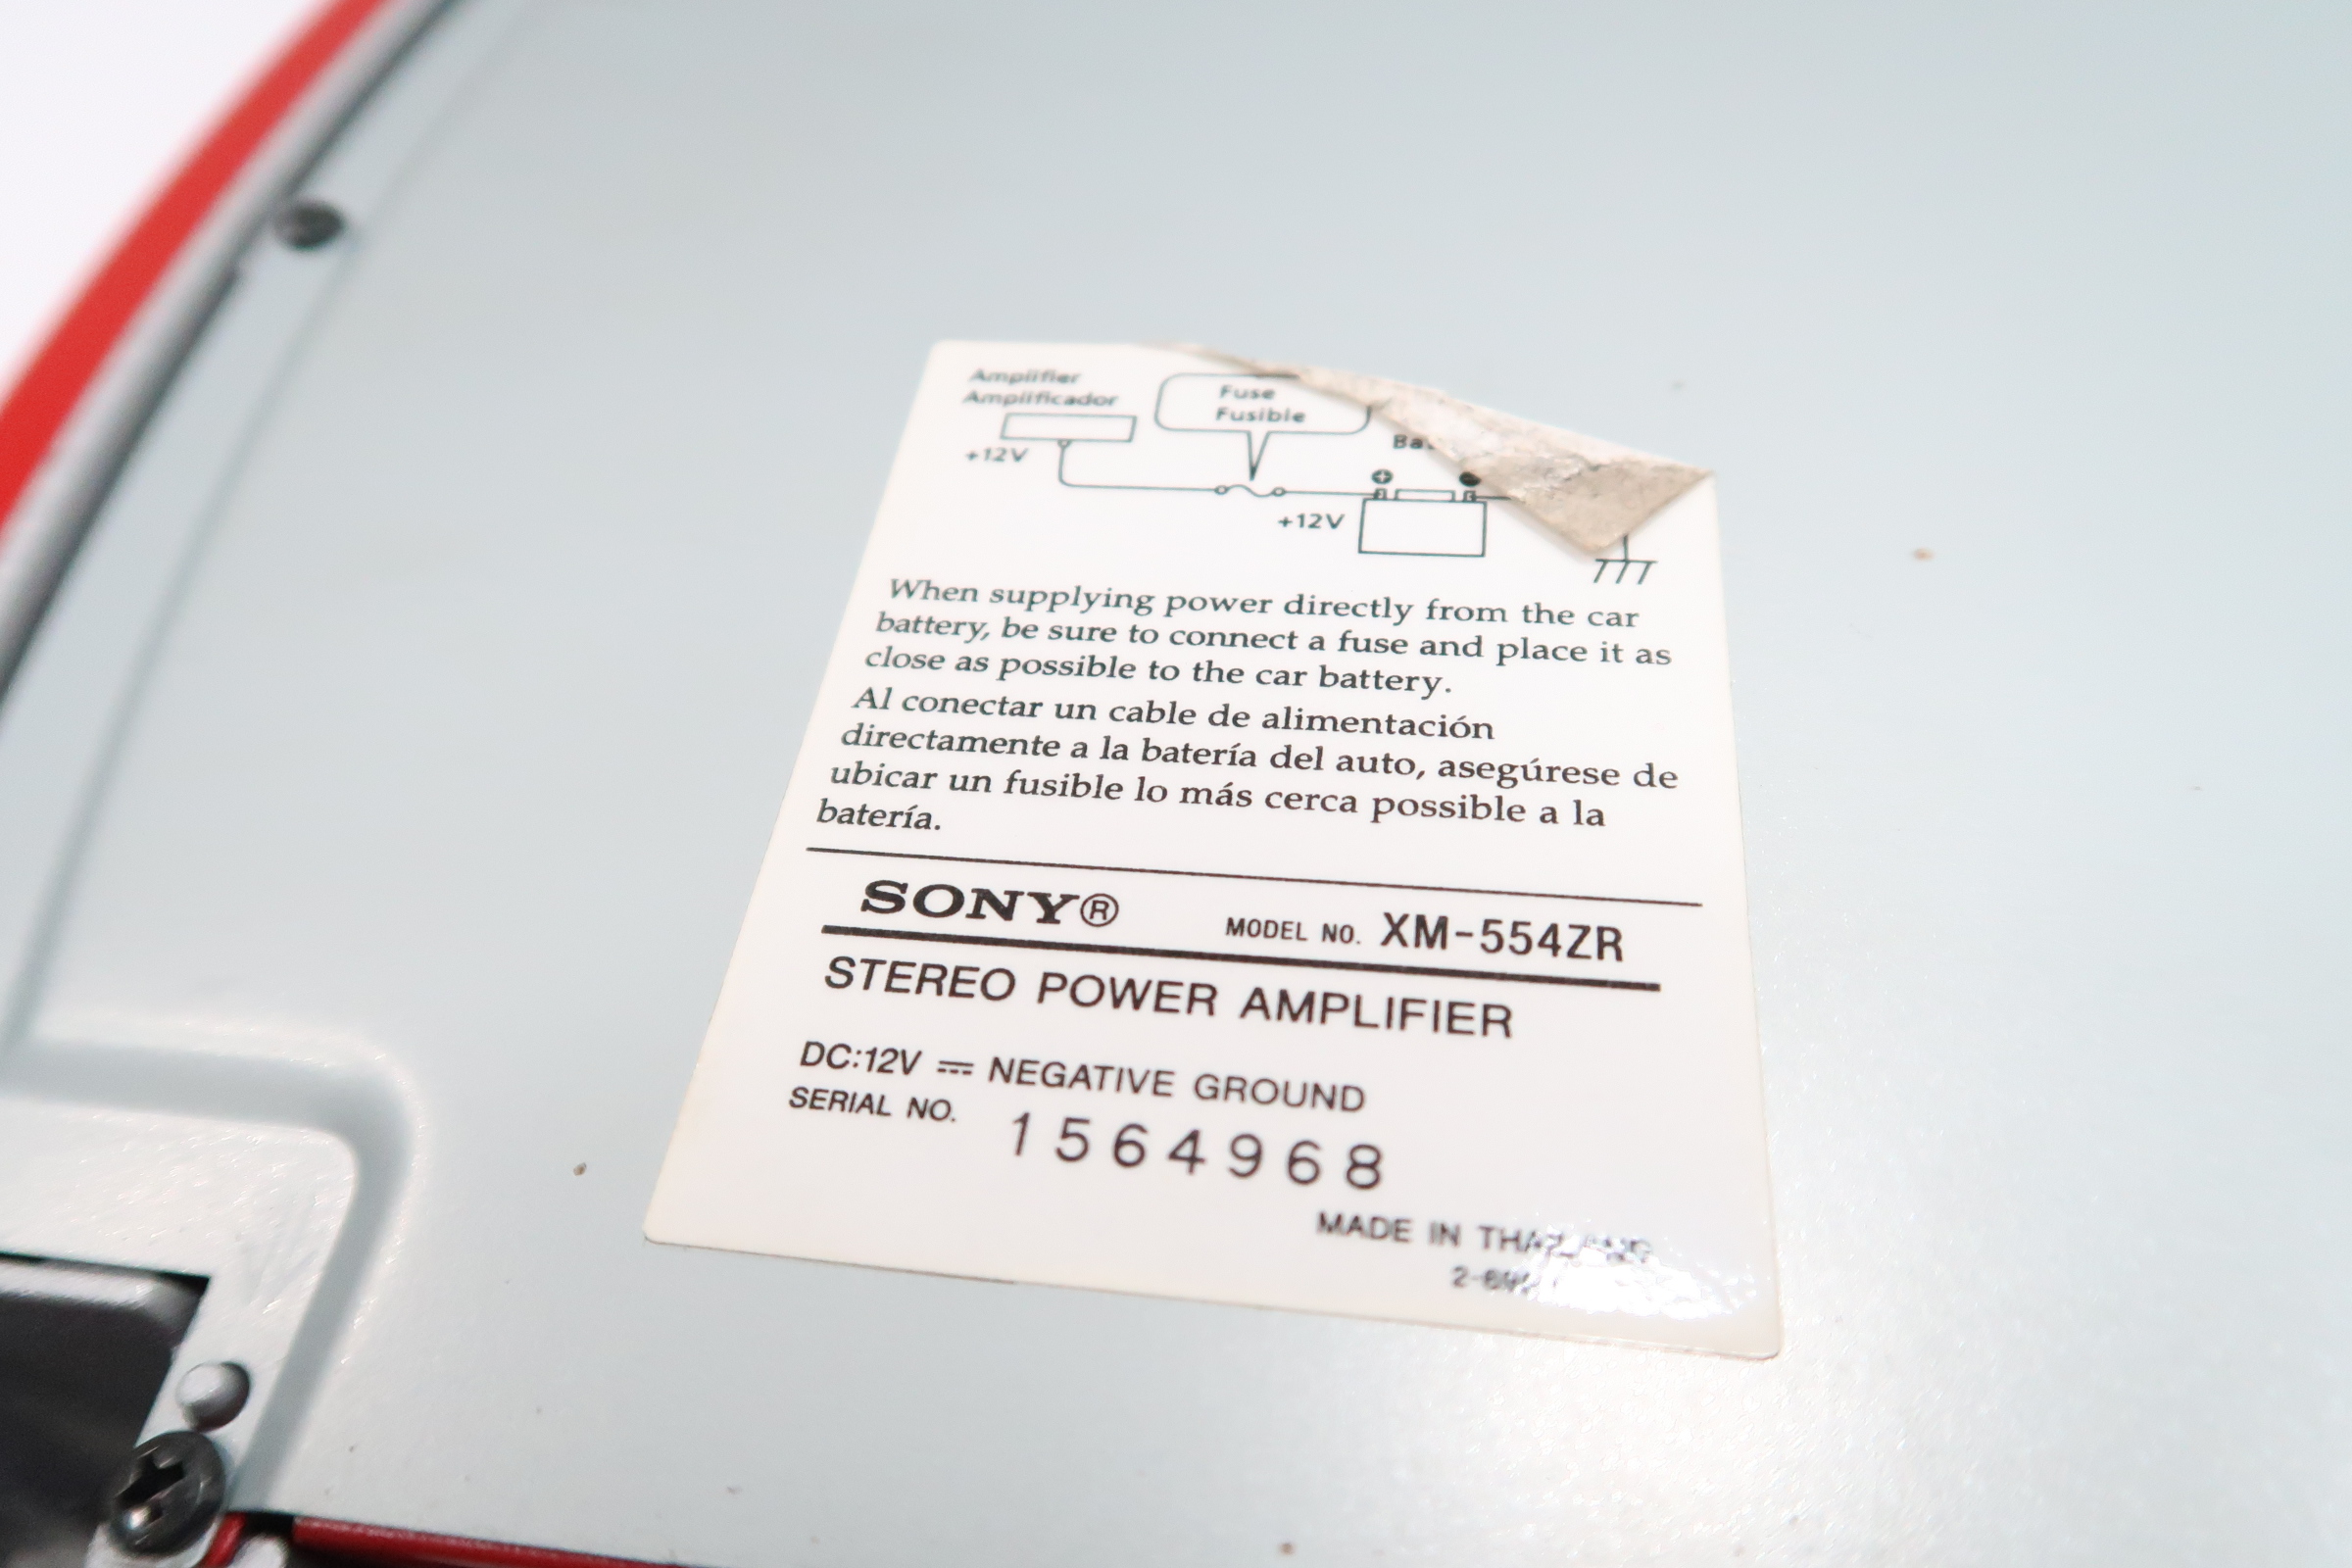 Amplifier
Amplificador
Fuse
Fusible
+12V
+12V
When supplying power directly from the car
battery, be sure to connect a fuse and place it as
close as possible to the car battery.
Al conectar un cable de alimentación
directamente a la batería del auto, asegúrese de
ubicar un fusible lo más cerca possible a la
batería.
SONY® MODEL NO. XM-554ZR
STEREO POWER AMPLIFIER
DC:12V ⎓ NEGATIVE GROUND
SERIAL NO. 1564968
MADE IN THAILAND